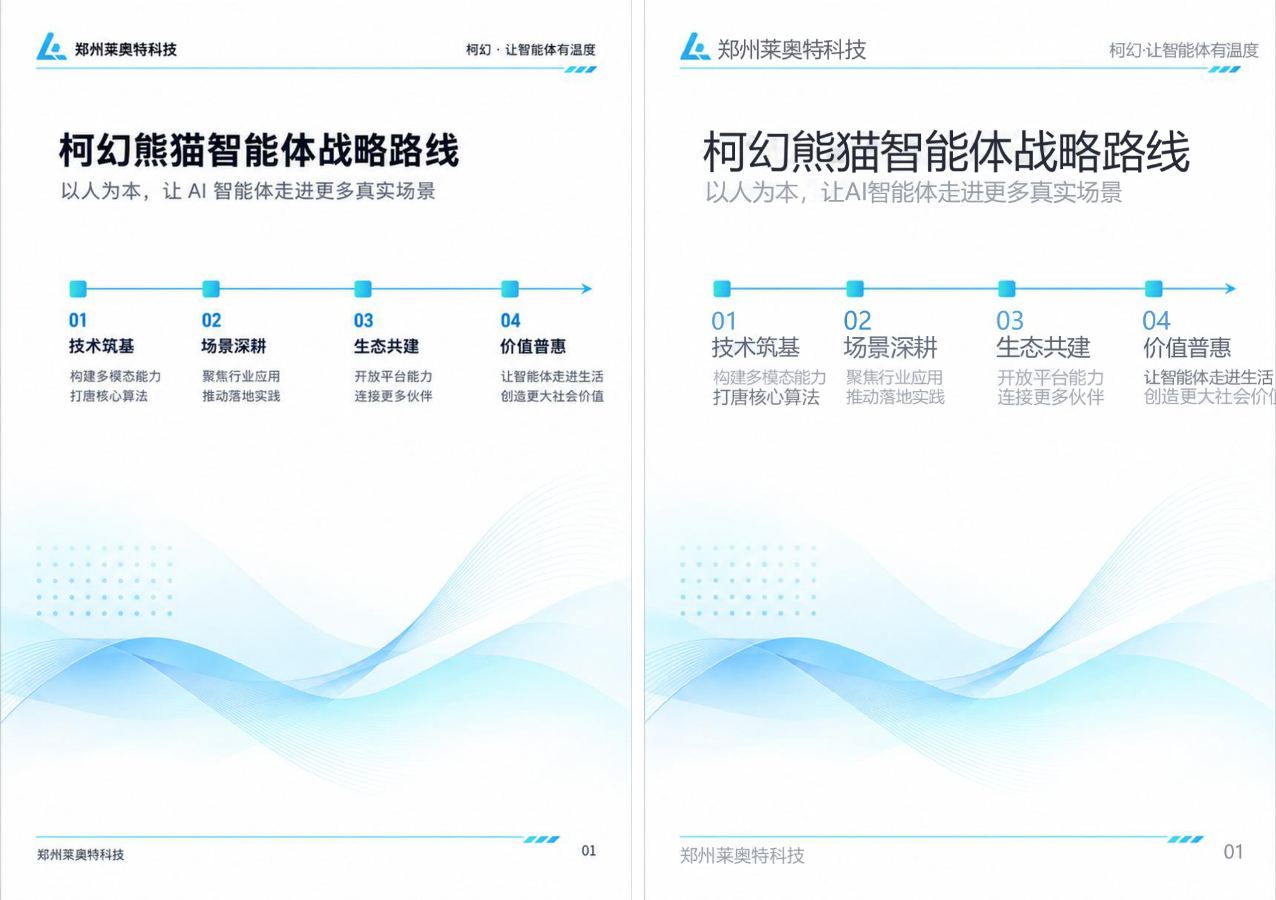 郑州莱奥特科技
柯幻 · 让智能体有温度
柯幻熊猫智能体战略路线
以人为本，让 AI 智能体走进更多真实场景
01
技术筑基
构建多模态能力
打唐核心算法
02
场景深耕
聚焦行业应用
推动落地实践
03
生态共建
开放平台能力
连接更多伙伴
04
价值普惠
让智能体走进生活
创造更大社会价值
郑州莱奥特科技
01
郑州莱奥特科技
柯幻·让智能体有温度
柯幻熊猫智能体战略路线
以人为本，让AI智能体走进更多真实场景
01
技术筑基
构建多模态能力
打唐核心算法
02
场景深耕
聚焦行业应用
推动落地实践
03
生态共建
开放平台能力
连接更多伙伴
04
价值普惠
让智能体走进生活
创造更大社会价
郑州莱奥特科技
01